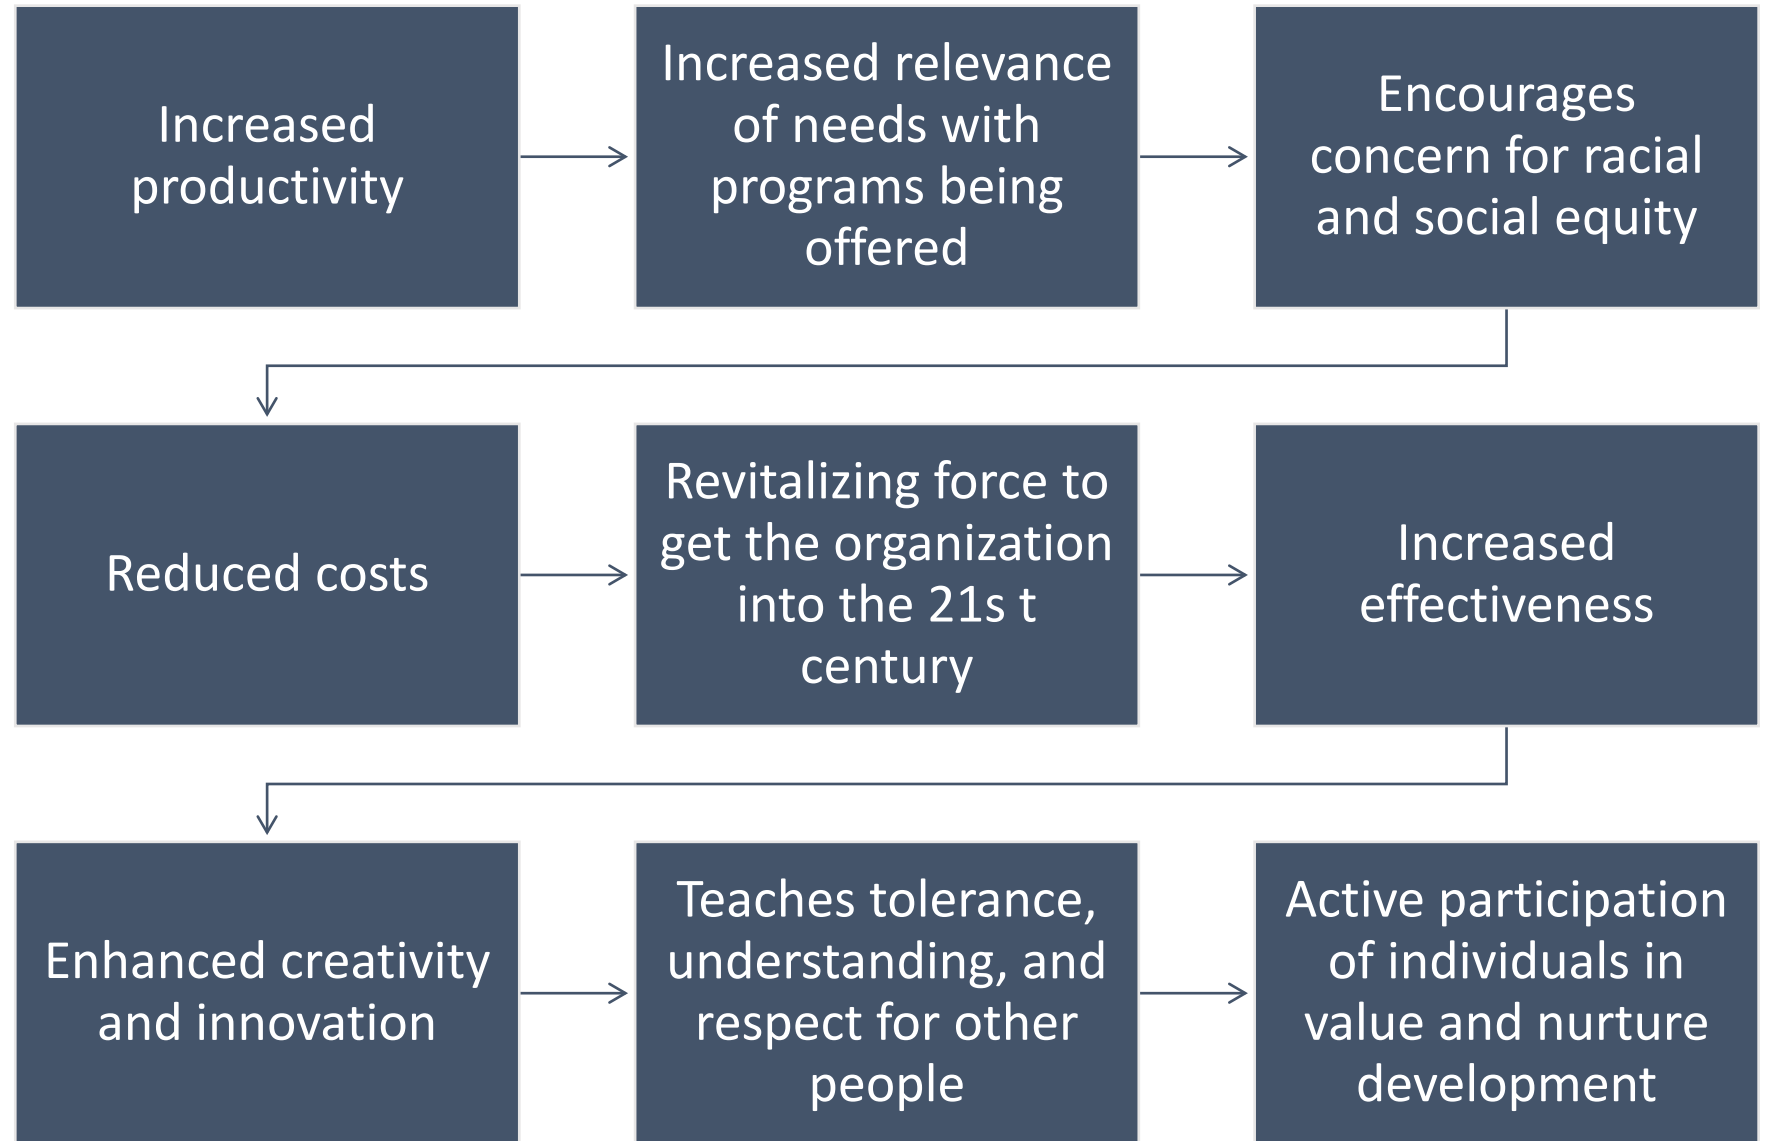 Increased
productivity
Increased relevance
of needs with
programs being
offered
Encourages
concern for racial
and social equity
Reduced costs
Revitalizing force to
get the organization
into the 21s t
century
Increased
effectiveness
Enhanced creativity
and innovation
Teaches tolerance,
understanding, and
respect for other
people
Active participation
of individuals in
value and nurture
development